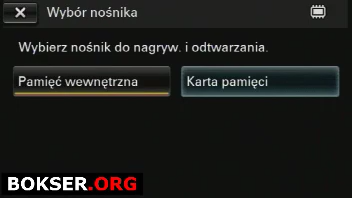 Wybór nośnika
Wybierz nośnik do nagryw. i odtwarzania.
Pamięć wewnętrzna
Karta pamięci
BOKSER.ORG